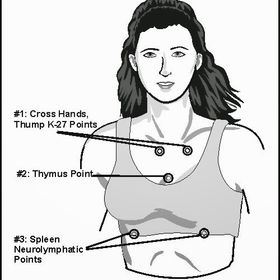 #1: Cross Hands,
Thump K-27 Points
#2: Thymus Point
#3: Spleen
Neurolymphatic
Points